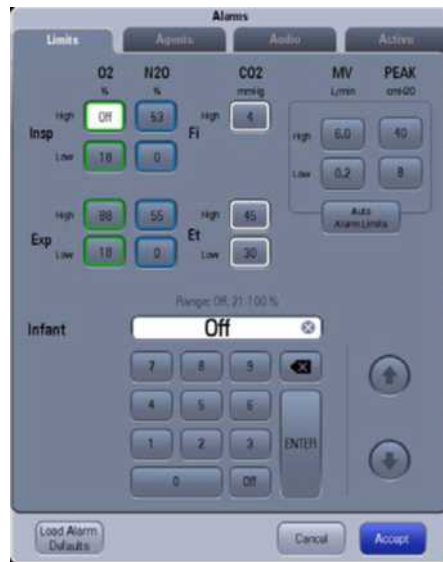 Alarms
Limits Agents Audio Active
O2 N2O CO2 MV PEAK
% % mmHg L/min cmH2O
High Off 53 High 4 High 6.0 40
Insp Fi
Low 18 0 Low 0.2 8
Auto
Alarm Limits
High 88 55 High 45
Exp Et
Low 18 0 Low 30
Range: Off, 21-100 %
Infant Off
7 8 9
4 5 6
1 2 3 ENTER
0 Off
Load Alarm
Defaults
Cancel Accept